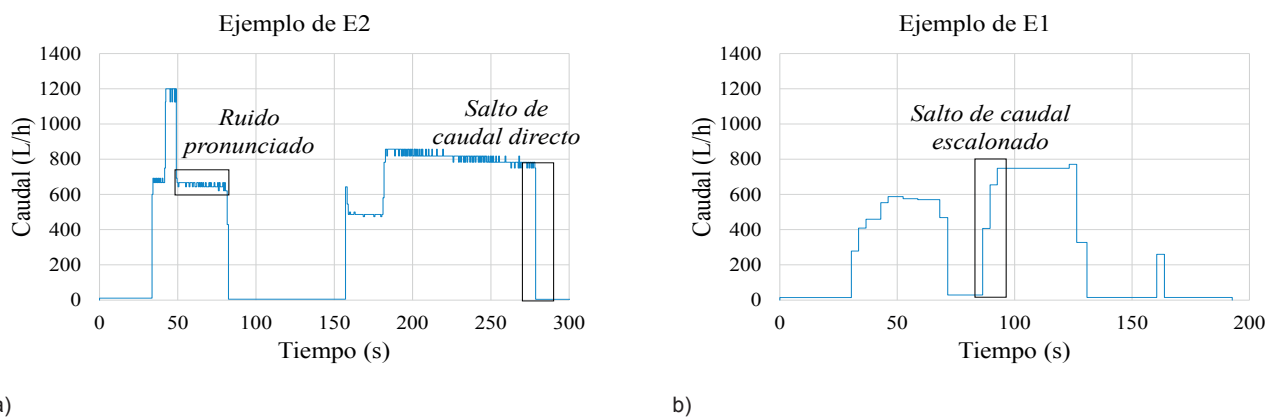 Ejemplo de E2
1400
1200
1000
800
600
400
200
0
Caudal (L/h)
Ruido
pronunciado
Salto de
caudal directo
0 50 100 150 200 250 300
Tiempo (s)
a)
Ejemplo de E1
1400
1200
1000
800
600
400
200
0
Caudal (L/h)
Salto de caudal
escalonado
0 50 100 150 200
Tiempo (s)
b)